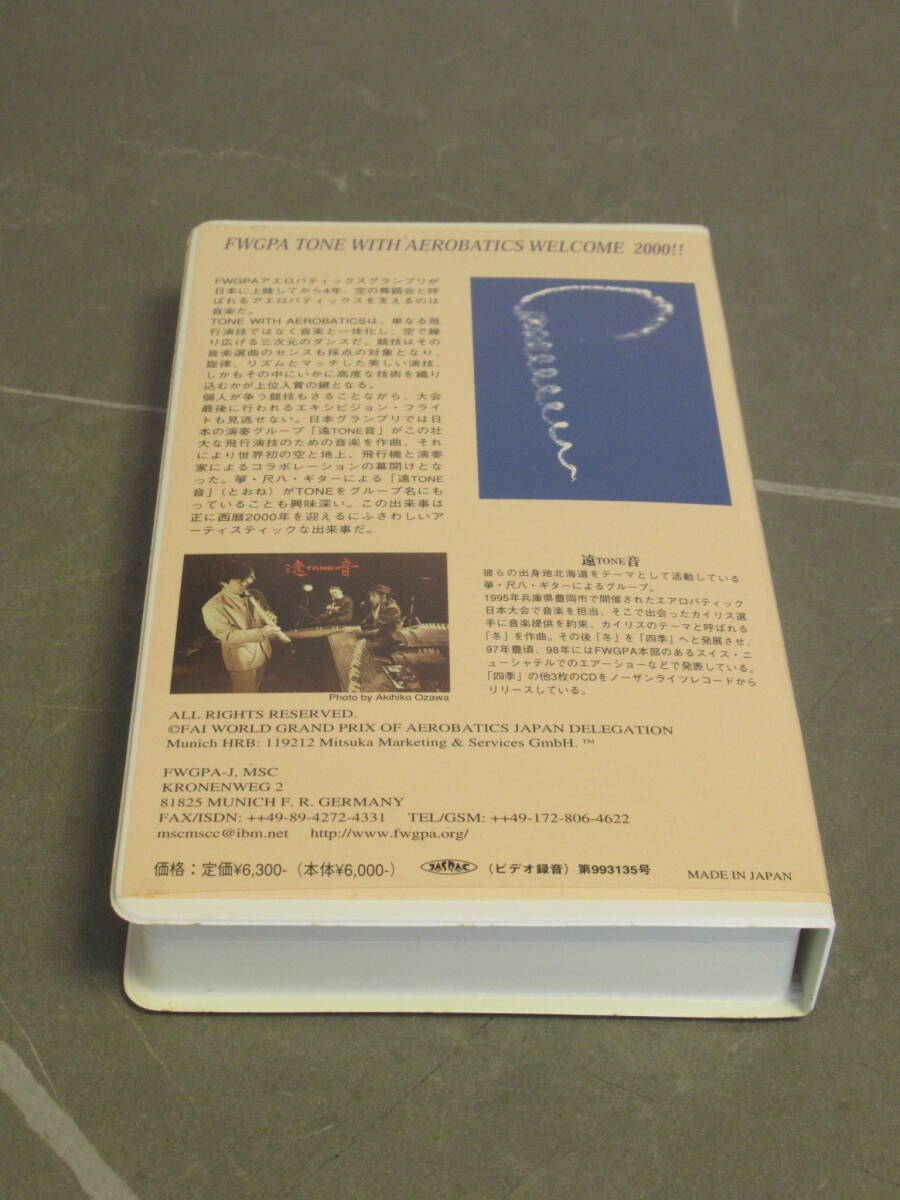 FWGPA TONE WITH AEROBATICS WELCOME 2000!!
FWGPAアエロバティックスグランプリが
日本に上陸してから4年、空の舞踏会と呼
ばれるアエロバティックスを支えるのは
音楽だ。
TONE WITH AEROBATICSは、単なる飛
行演技ではなく音楽と一体化し、空で繰
り広げる三次元のダンスだ。競技はその
音楽選曲のセンスも採点の対象となり、
旋律、リズムとマッチした美しい演技、
しかもその中にいかに高度な技術を織り
込むかが上位入賞の鍵となる。
個人が争う競技もさることながら、大会
最後に行われるエキシビジョン・フライ
トも見逃せない。日本グランプリでは日
本の演奏グループ「遠TONE音」がこの壮
大な飛行演技のための音楽を作曲、それ
により世界初の空と地上、飛行機と演奏
家によるコラボレーションの幕開けとな
った。箏・尺八・ギターによる「遠TONE
音」(とおね)がTONEをグループ名にも
っていることも興味深い。この出来事は
正に西暦2000年を迎えるにふさわしいア
ーティスティックな出来事だ。
遠TONE音
Photo by Akihiko Ozawa
遠TONE音
彼らの出身地北海道をテーマとして活動している
箏・尺八・ギターによるグループ。
1995年兵庫県豊岡市で開催されたエアロバティック
日本大会で音楽を担当、そこで出会ったカイリス選
手に音楽提供を約束、カイリスのテーマと呼ばれる
「冬」を作曲。その後「冬」を「四季」へと発展させ、
97年豊頃、98年にはFWGPA本部のあるスイス・ニ
ューシャテルでのエアーショーなどで発表している。
「四季」の他3枚のCDをノーザンライツレコードから
リリースしている。
ALL RIGHTS RESERVED.
©FAI WORLD GRAND PRIX OF AEROBATICS JAPAN DELEGATION
Munich HRB: 119212 Mitsuka Marketing & Services GmbH. ™
FWGPA-J, MSC
KRONENWEG 2
81825 MUNICH F. R. GERMANY
FAX/ISDN: ++49-89-4272-4331 TEL/GSM: ++49-172-806-4622
mscmscc@ibm.net http://www.fwgpa.org/
価格：定価¥6,300-（本体¥6,000-） JASRAC （ビデオ録音）第993135号 MADE IN JAPAN